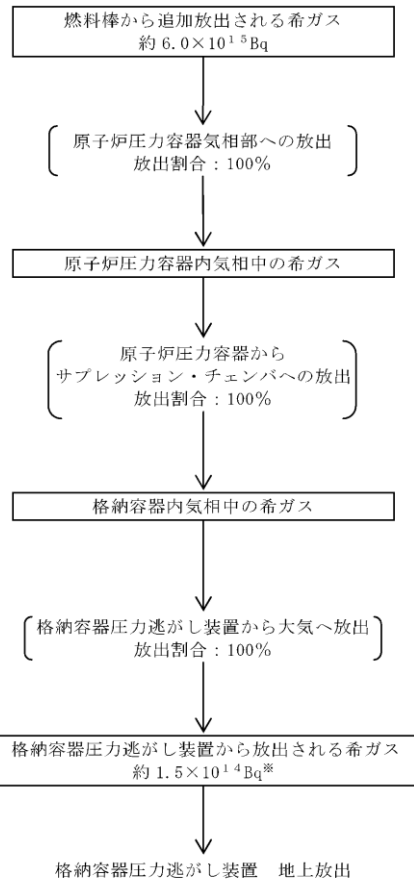 燃料棒から追加放出される希ガス
約6.0×10¹⁵Bq
原子炉圧力容器気相部への放出
放出割合：100％
原子炉圧力容器内気相中の希ガス
原子炉圧力容器から
サプレッション・チェンバへの放出
放出割合：100％
格納容器内気相中の希ガス
格納容器圧力逃がし装置から大気へ放出
放出割合：100％
格納容器圧力逃がし装置から放出される希ガス
約1.5×10¹⁴Bq※
格納容器圧力逃がし装置　地上放出